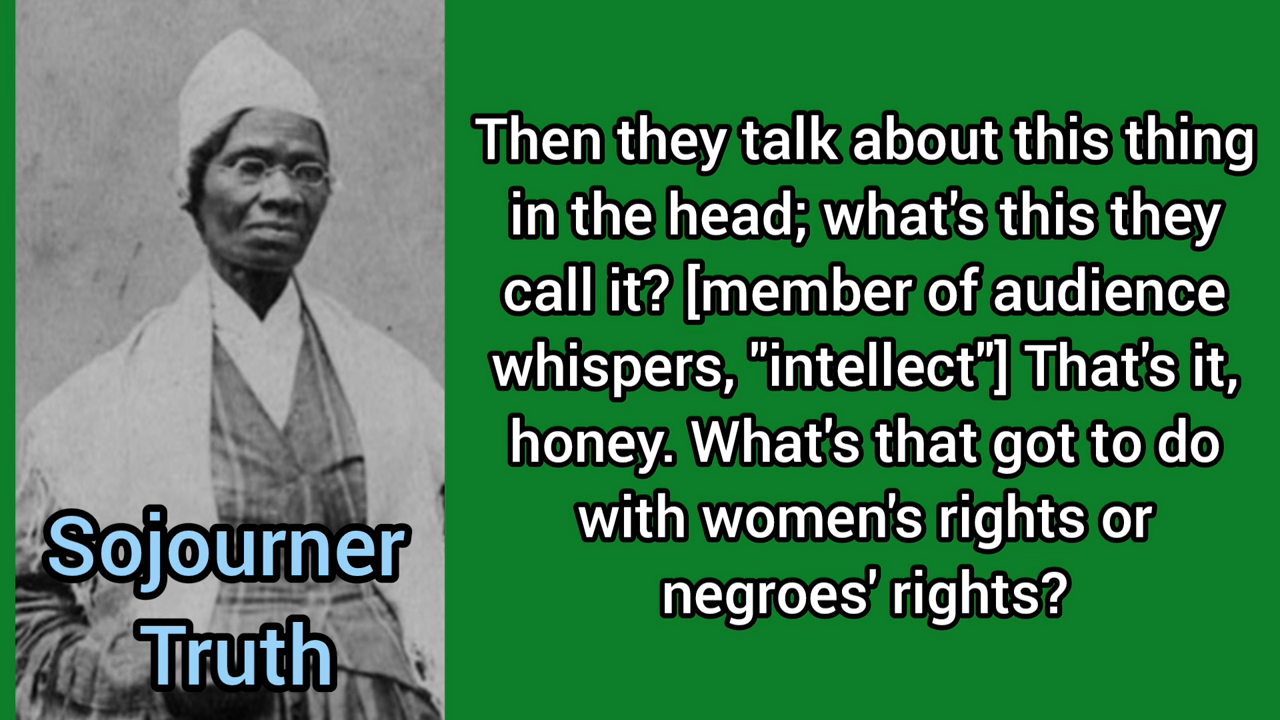 Then they talk about this thing
in the head; what's this they
call it? [member of audience
whispers, "intellect"] That's it,
honey. What's that got to do
with women's rights or
negroes' rights?
Sojourner
Truth